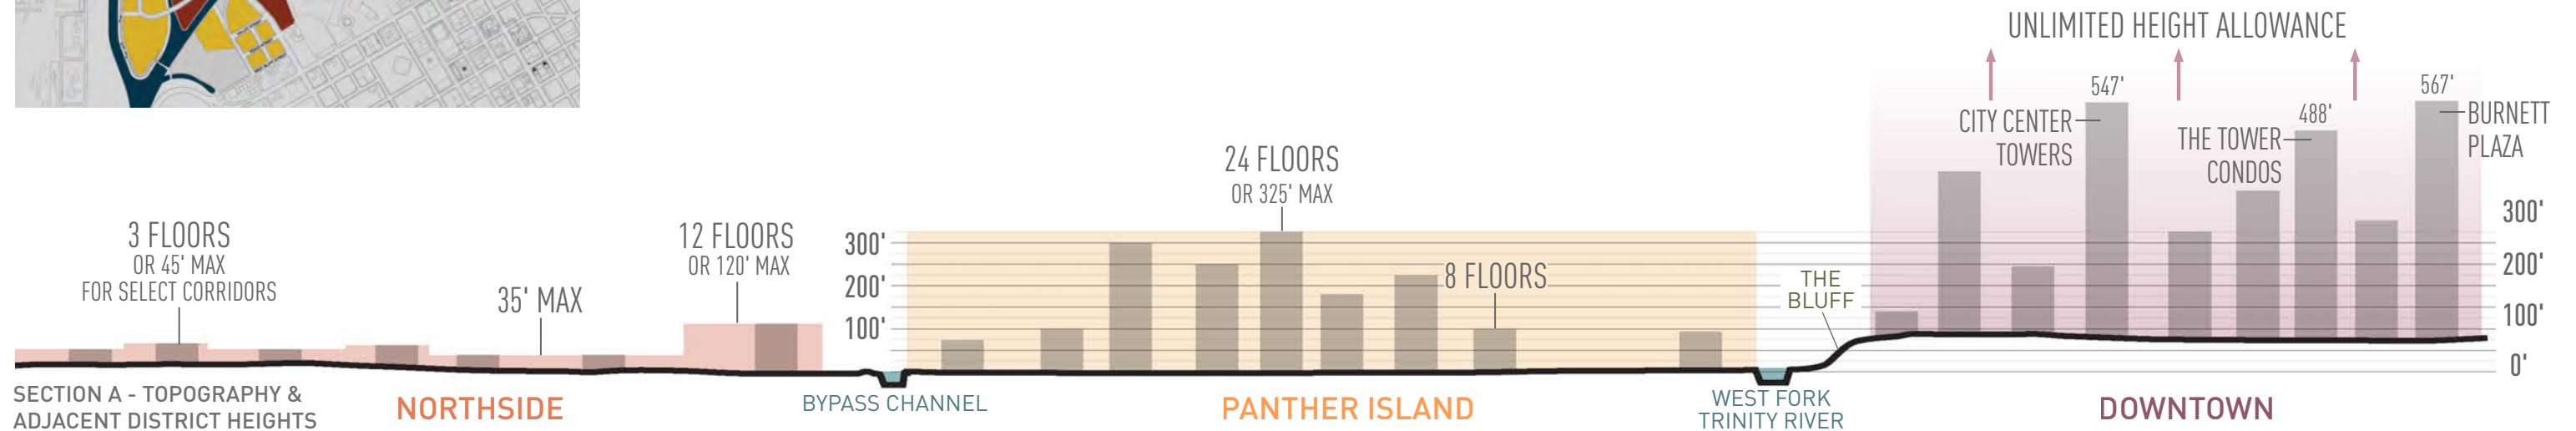 UNLIMITED HEIGHT ALLOWANCE
547'
567'
CITY CENTER
TOWERS
488'
THE TOWER
CONDOS
BURNETT
PLAZA
24 FLOORS
OR 325' MAX
3 FLOORS
OR 45' MAX
FOR SELECT CORRIDORS
35' MAX
12 FLOORS
OR 120' MAX
300'
200'
100'
8 FLOORS
THE
BLUFF
300'
200'
100'
0'
SECTION A - TOPOGRAPHY &
ADJACENT DISTRICT HEIGHTS
NORTHSIDE
BYPASS CHANNEL
PANTHER ISLAND
WEST FORK
TRINITY RIVER
DOWNTOWN